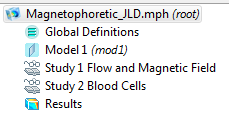 Magnetophoretic_JLD.mph (root)
Global Definitions
Model 1 (mod1)
Study 1 Flow and Magnetic Field
Study 2 Blood Cells
Results